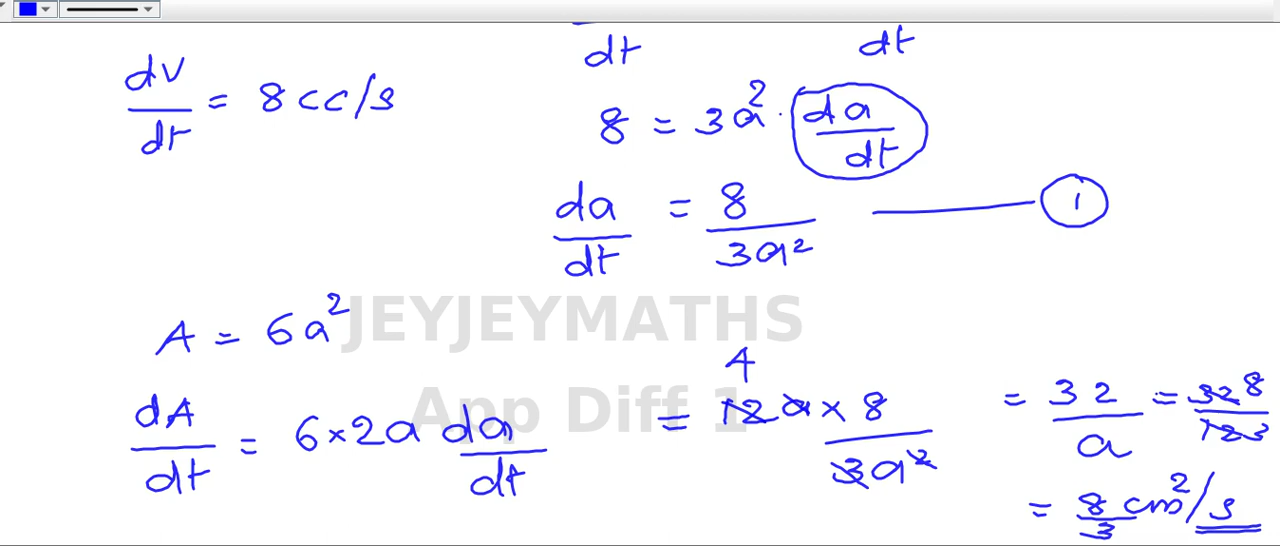 dt dt
dV/dt = 8 cc/s
8 = 3a² · da/dt
da/dt = 8/3a² ——— ①
JEYJEYMATHS
A = 6a²
App Diff 1
dA/dt = 6×2a da/dt = 12a × 8/3a² 4 = 32/a = 32/12 8 3
= 8/3 cm²/s